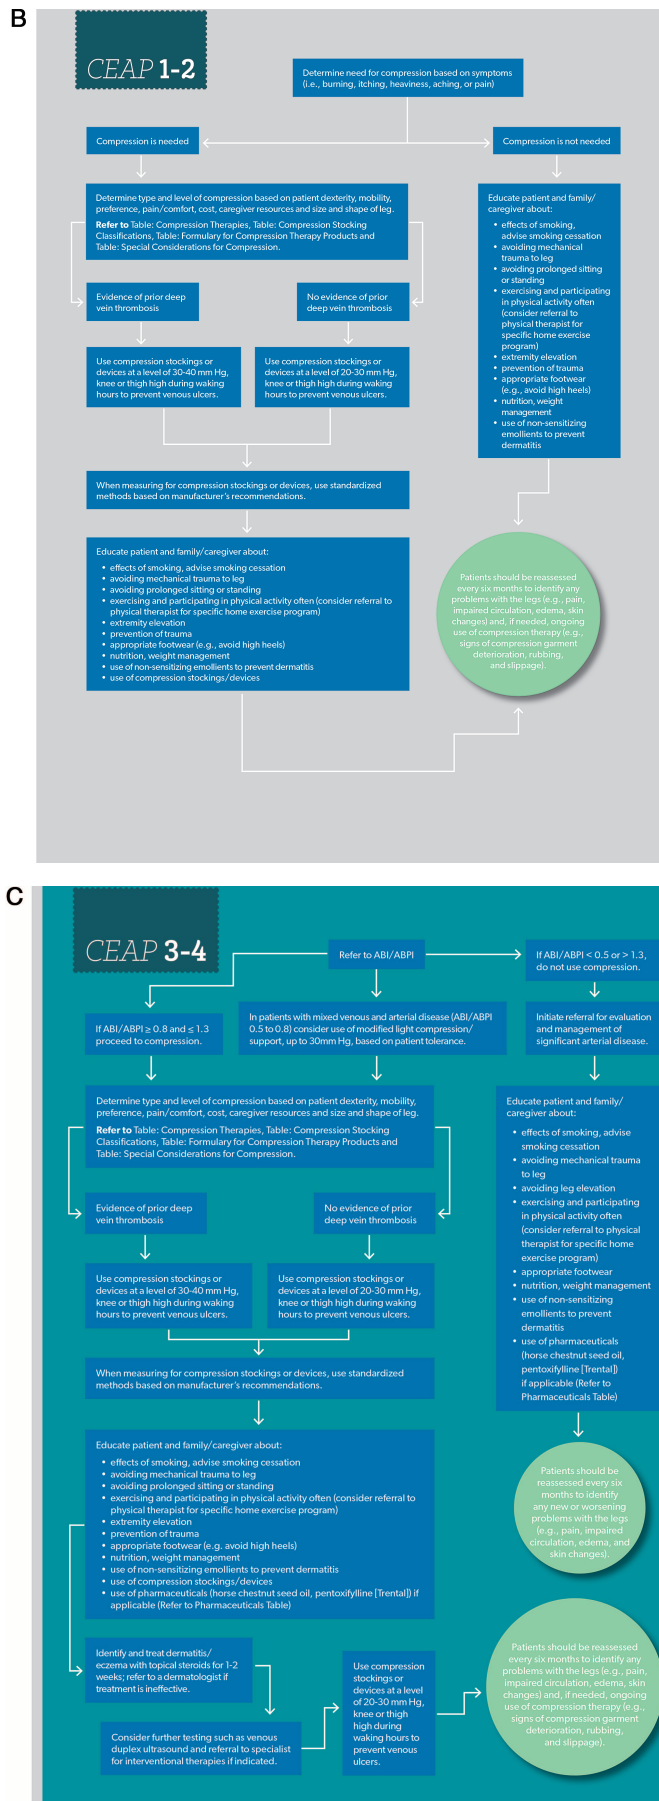 B
CEAP 1-2
Determine need for compression based on symptoms
(i.e., burning, itching, heaviness, aching, or pain)
Compression is needed
Compression is not needed
Determine type and level of compression based on patient dexterity, mobility,
preference, pain/comfort, cost, caregiver resources and size and shape of leg.
Refer to Table: Compression Therapies, Table: Compression Stocking
Classifications, Table: Formulary for Compression Therapy Products and
Table: Special Considerations for Compression.
Evidence of prior deep
vein thrombosis
No evidence of prior
deep vein thrombosis
Use compression stockings or
devices at a level of 30-40 mm Hg,
knee or thigh high during waking
hours to prevent venous ulcers.
Use compression stockings or
devices at a level of 20-30 mm Hg,
knee or thigh high during waking
hours to prevent venous ulcers.
When measuring for compression stockings or devices, use standardized
methods based on manufacturer's recommendations.
Educate patient and family/caregiver about:
• effects of smoking, advise smoking cessation
• avoiding mechanical trauma to leg
• avoiding prolonged sitting or standing
• exercising and participating in physical activity often (consider referral to
physical therapist for specific home exercise program)
• extremity elevation
• prevention of trauma
• appropriate footwear (e.g., avoid high heels)
• nutrition, weight management
• use of non-sensitizing emollients to prevent dermatitis
• use of compression stockings/devices
Educate patient and family/
caregiver about:
• effects of smoking,
advise smoking cessation
• avoiding mechanical
trauma to leg
• avoiding prolonged sitting
or standing
• exercising and participating
in physical activity often
(consider referral to
physical therapist for
specific home exercise
program)
• extremity elevation
• prevention of trauma
• appropriate footwear
(e.g., avoid high heels)
• nutrition, weight
management
• use of non-sensitizing
emollients to prevent
dermatitis
Patients should be reassessed
every six months to identify any
problems with the legs (e.g., pain,
impaired circulation, edema, skin
changes) and, if needed, ongoing
use of compression therapy (e.g.,
signs of compression garment
deterioration, rubbing,
and slippage).
C
CEAP 3-4
Refer to ABI/ABPI
If ABI/ABPI < 0.5 or > 1.3,
do not use compression.
If ABI/ABPI ≥ 0.8 and ≤ 1.3
proceed to compression.
In patients with mixed venous and arterial disease (ABI/ABPI
0.5 to 0.8) consider use of modified light compression/
support, up to 30mm Hg, based on patient tolerance.
Initiate referral for evaluation
and management of
significant arterial disease.
Determine type and level of compression based on patient dexterity, mobility,
preference, pain/comfort, cost, caregiver resources and size and shape of leg.
Refer to Table: Compression Therapies, Table: Compression Stocking
Classifications, Table: Formulary for Compression Therapy Products and
Table: Special Considerations for Compression.
Evidence of prior deep
vein thrombosis
No evidence of prior
deep vein thrombosis
Use compression stockings or
devices at a level of 30-40 mm Hg,
knee or thigh high during waking
hours to prevent venous ulcers.
Use compression stockings or
devices at a level of 20-30 mm Hg,
knee or thigh high during waking
hours to prevent venous ulcers.
When measuring for compression stockings or devices, use standardized
methods based on manufacturer's recommendations.
Educate patient and family/caregiver about:
• effects of smoking, advise smoking cessation
• avoiding mechanical trauma to leg
• avoiding prolonged sitting or standing
• exercising and participating in physical activity often (consider referral to
physical therapist for specific home exercise program)
• extremity elevation
• prevention of trauma
• appropriate footwear (e.g. avoid high heels)
• nutrition, weight management
• use of non-sensitizing emollients to prevent dermatitis
• use of compression stockings/devices
• use of pharmaceuticals (horse chestnut seed oil, pentoxifylline [Trental]) if
applicable (Refer to Pharmaceuticals Table)
Educate patient and family/
caregiver about:
• effects of smoking, advise
smoking cessation
• avoiding mechanical trauma
to leg
• avoiding leg elevation
• exercising and participating
in physical activity often
(consider referral to physical
therapist for specific home
exercise program)
• appropriate footwear
• nutrition, weight management
• use of non-sensitizing
emollients to prevent
dermatitis
• use of pharmaceuticals
(horse chestnut seed oil,
pentoxifylline [Trental])
if applicable (Refer to
Pharmaceuticals Table)
Patients should be
reassessed every six
months to identify
any new or worsening
problems with the legs
(e.g., pain, impaired
circulation, edema, and
skin changes).
Identify and treat dermatitis/
eczema with topical steroids for 1-2
weeks; refer to a dermatologist if
treatment is ineffective.
Consider further testing such as venous
duplex ultrasound and referral to specialist
for interventional therapies if indicated.
Use compression
stockings
or devices at a level
of 20-30 mm Hg,
knee or thigh
high during
waking hours to
prevent venous
ulcers.
Patients should be reassessed
every six months to identify any
problems with the legs (e.g., pain,
impaired circulation, edema, skin
changes) and, if needed, ongoing
use of compression therapy (e.g.,
signs of compression garment
deterioration, rubbing,
and slippage).